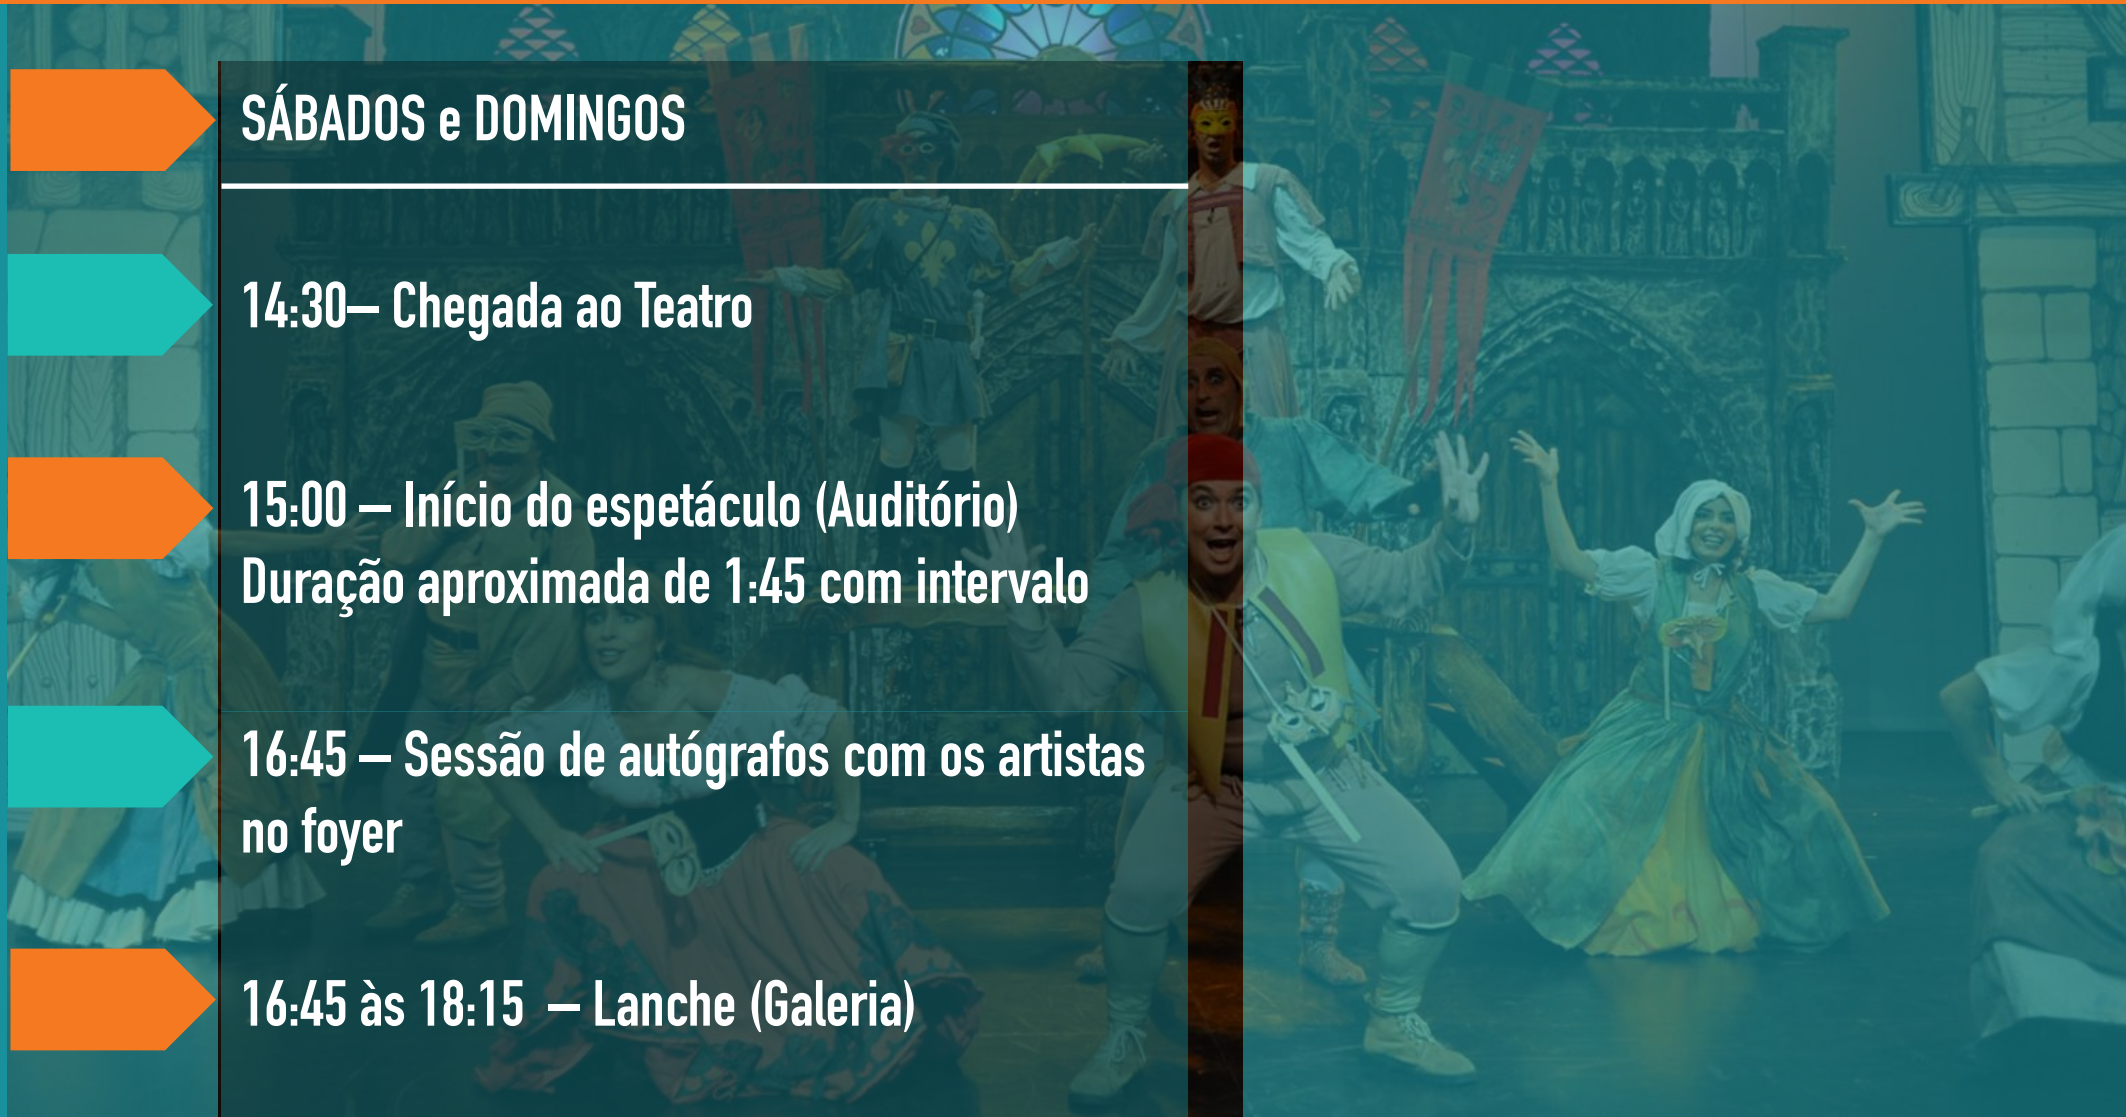 SÁBADOS e DOMINGOS
14:30– Chegada ao Teatro
15:00 – Início do espetáculo (Auditório)
Duração aproximada de 1:45 com intervalo
16:45 – Sessão de autógrafos com os artistas
no foyer
16:45 às 18:15 – Lanche (Galeria)